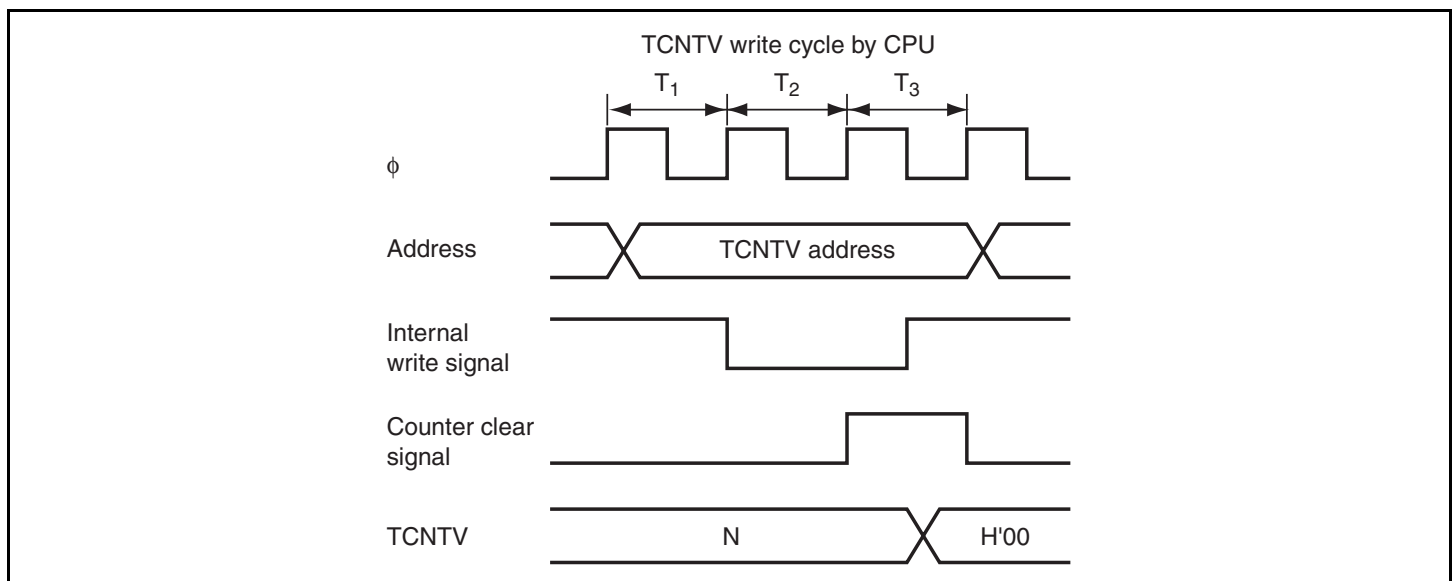 TCNTV write cycle by CPU
T1 T2 T3
ϕ
Address
TCNTV address
Internal
write signal
Counter clear
signal
TCNTV
N
H'00